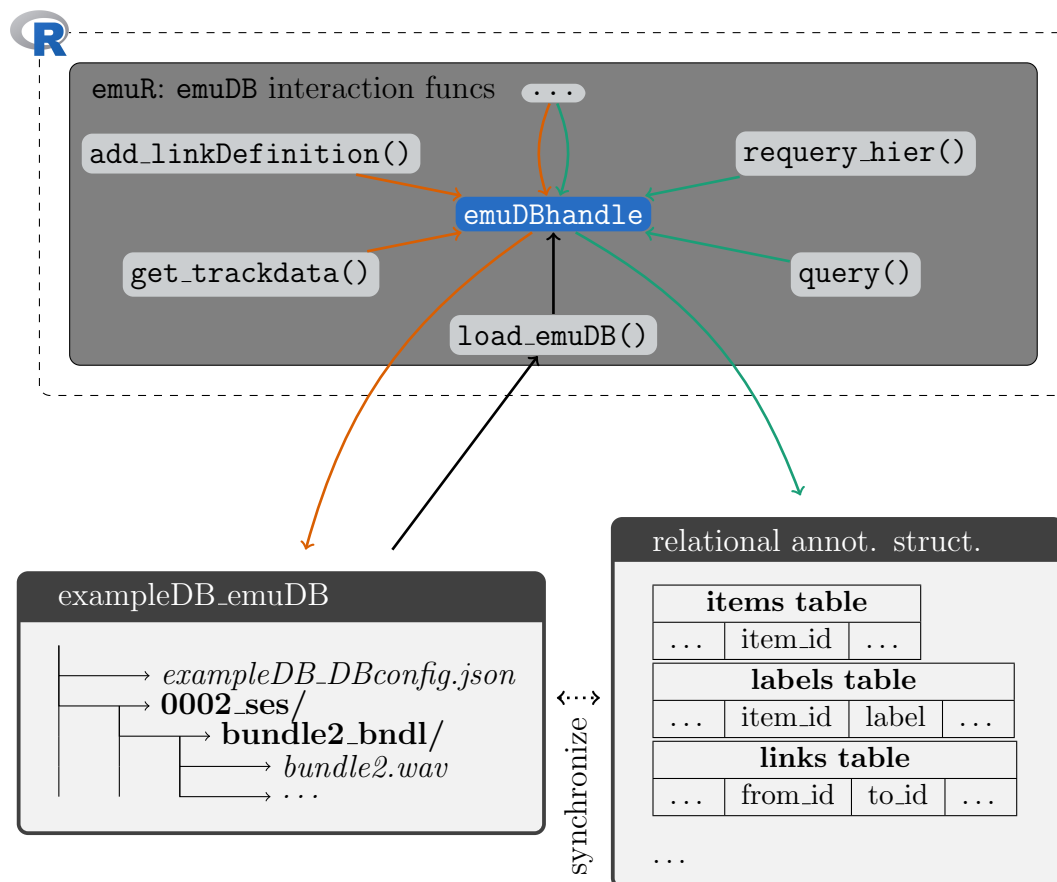 R
emuR: emuDB interaction funcs
...
add_linkDefinition()
requery_hier()
emuDBhandle
get_trackdata()
query()
load_emuDB()
exampleDB_emuDB
exampleDB_DBconfig.json
0002_ses/
bundle2_bndl/
bundle2.wav
...
synchronize
relational annot. struct.
items table
... item_id ...
labels table
... item_id label ...
links table
... from_id to_id ...
...